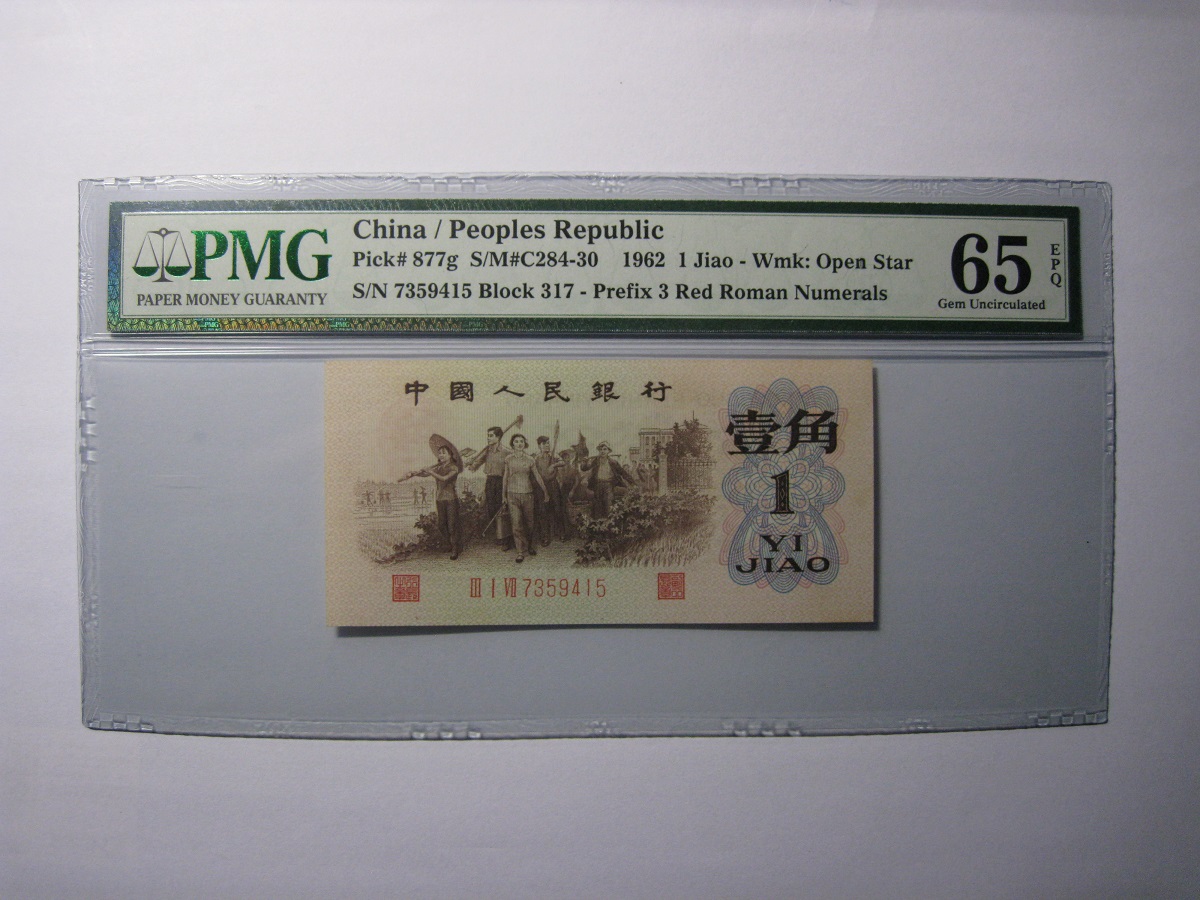 PMG
PAPER MONEY GUARANTY
China / Peoples Republic
Pick# 877g S/M#C284-30 1962 1 Jiao - Wmk: Open Star
S/N 7359415 Block 317 - Prefix 3 Red Roman Numerals
65
EPQ
Gem Uncirculated
中國人民銀行
壹角
1
YI
JIAO
III I VII 7359415